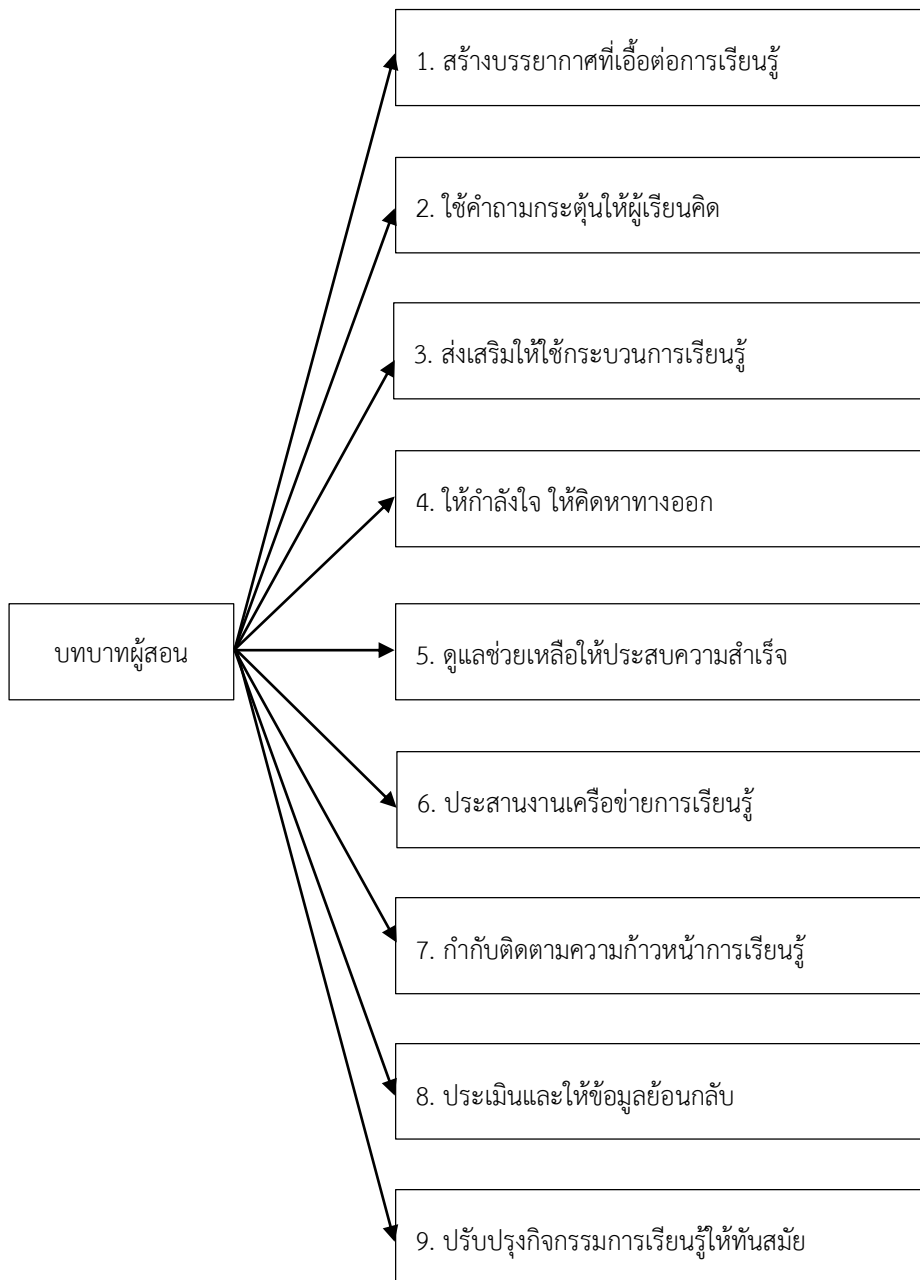 1. สร้างบรรยากาศที่เอื้อต่อการเรียนรู้
2. ใช้คำถามกระตุ้นให้ผู้เรียนคิด
3. ส่งเสริมให้ใช้กระบวนการเรียนรู้
4. ให้กำลังใจ ให้คิดหาทางออก
บทบาทผู้สอน
5. ดูแลช่วยเหลือให้ประสบความสำเร็จ
6. ประสานงานเครือข่ายการเรียนรู้
7. กำกับติดตามความก้าวหน้าการเรียนรู้
8. ประเมินและให้ข้อมูลย้อนกลับ
9. ปรับปรุงกิจกรรมการเรียนรู้ให้ทันสมัย